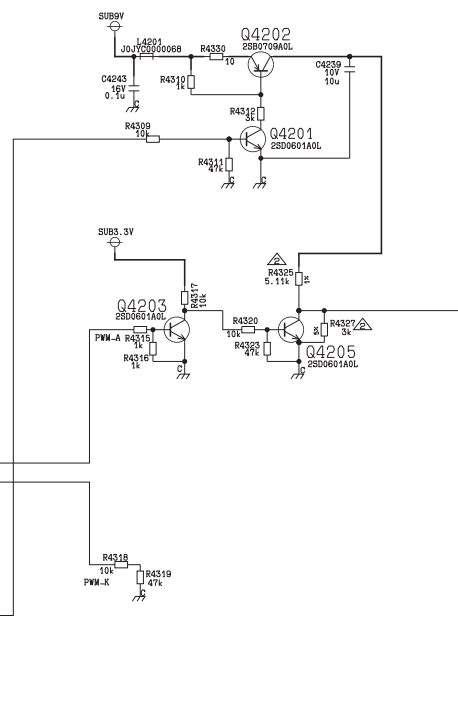 SUB9V
L4201
J0JYC0000068
R4330
10
Q4202
2SB0709A0L
C4239
10V
10u
C4243
16V
0.1u
C
R4310
1k
R4312
3k
R4309
10k
Q4201
2SD0601A0L
R4311
47k
C
C
SUB3.3V
2
R4325
5.11k
1%
R4317
10k
Q4203
2SD0601A0L
R4320
10k
R4327
3k
5%
2
PWM-A
R4315
1k
R4316
1k
R4323
47k
Q4205
2SD0601A0L
C
C
R4318
10k
R4319
47k
PWM-K
C